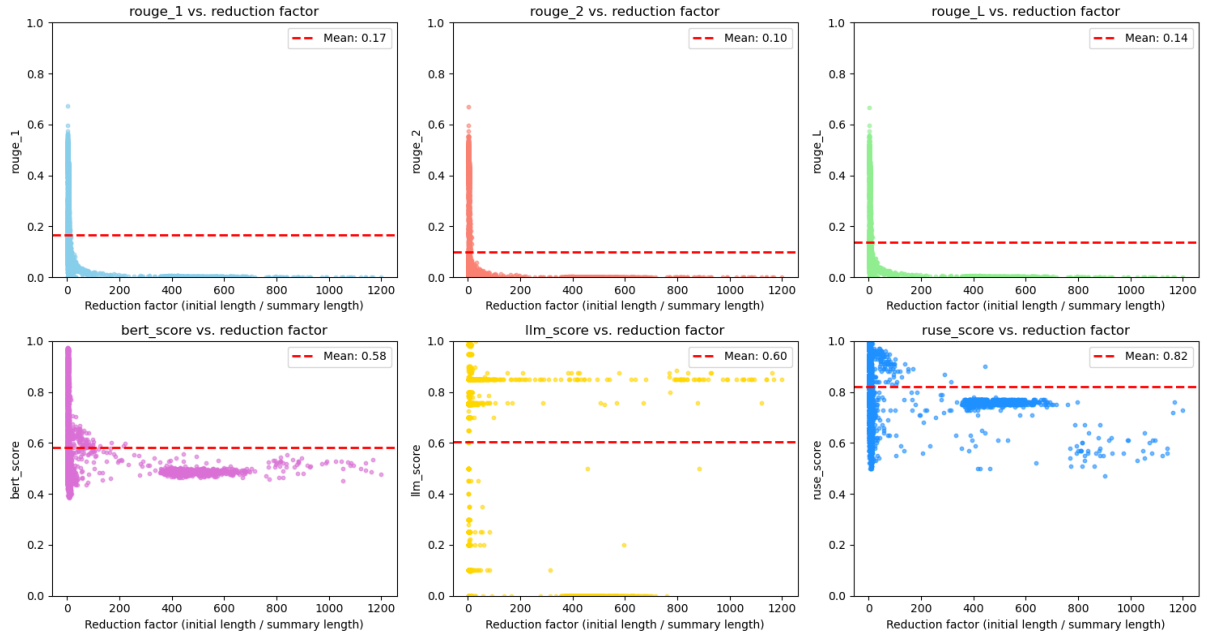 rouge_1 vs. reduction factor
Mean: 0.17
rouge_1
1.0
0.8
0.6
0.4
0.2
0.0
0 200 400 600 800 1000 1200
Reduction factor (initial length / summary length)
rouge_2 vs. reduction factor
Mean: 0.10
rouge_2
1.0
0.8
0.6
0.4
0.2
0.0
0 200 400 600 800 1000 1200
Reduction factor (initial length / summary length)
rouge_L vs. reduction factor
Mean: 0.14
rouge_L
1.0
0.8
0.6
0.4
0.2
0.0
0 200 400 600 800 1000 1200
Reduction factor (initial length / summary length)
bert_score vs. reduction factor
Mean: 0.58
bert_score
1.0
0.8
0.6
0.4
0.2
0.0
0 200 400 600 800 1000 1200
Reduction factor (initial length / summary length)
llm_score vs. reduction factor
Mean: 0.60
llm_score
1.0
0.8
0.6
0.4
0.2
0.0
0 200 400 600 800 1000 1200
Reduction factor (initial length / summary length)
ruse_score vs. reduction factor
Mean: 0.82
ruse_score
1.0
0.8
0.6
0.4
0.2
0.0
0 200 400 600 800 1000 1200
Reduction factor (initial length / summary length)